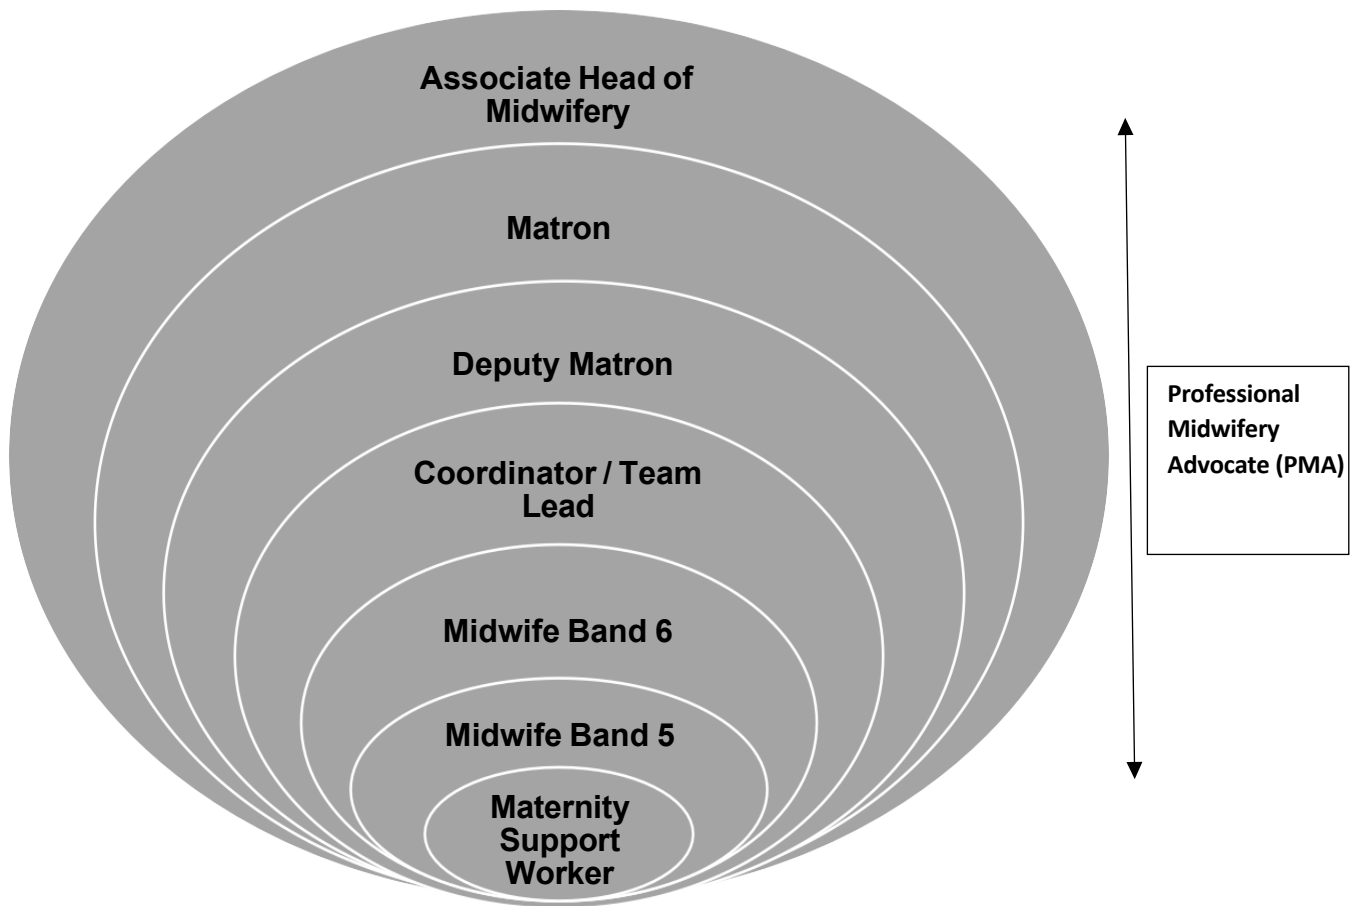 Associate Head of
Midwifery
Matron
Deputy Matron
Coordinator / Team
Lead
Midwife Band 6
Midwife Band 5
Maternity
Support
Worker
Professional
Midwifery
Advocate (PMA)